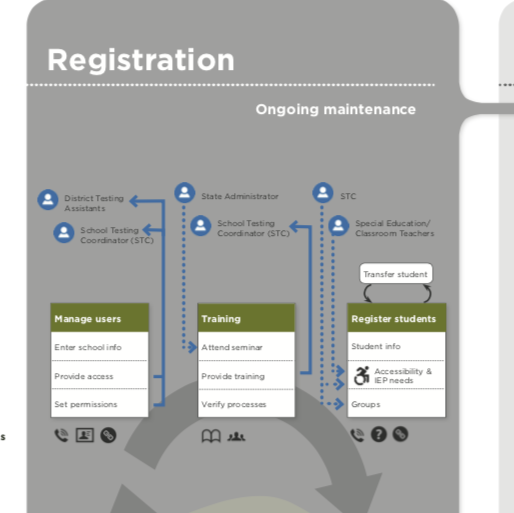 Registration
Ongoing maintenance
District Testing
Assistants
School Testing
Coordinator (STC)
State Administrator
School Testing
Coordinator (STC)
STC
Special Education/
Classroom Teachers
Transfer student
Manage users
Enter school info
Provide access
Set permissions
Training
Attend seminar
Provide training
Verify processes
Register students
Student info
Accessibility &
IEP needs
Groups
?
s